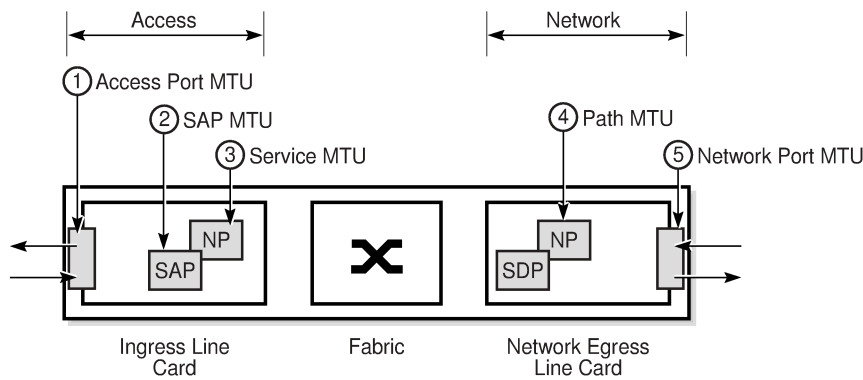 Access
Network
1 Access Port MTU
2 SAP MTU
3 Service MTU
4 Path MTU
5 Network Port MTU
NP
SAP
NP
SDP
Ingress Line
Card
Fabric
Network Egress
Line Card